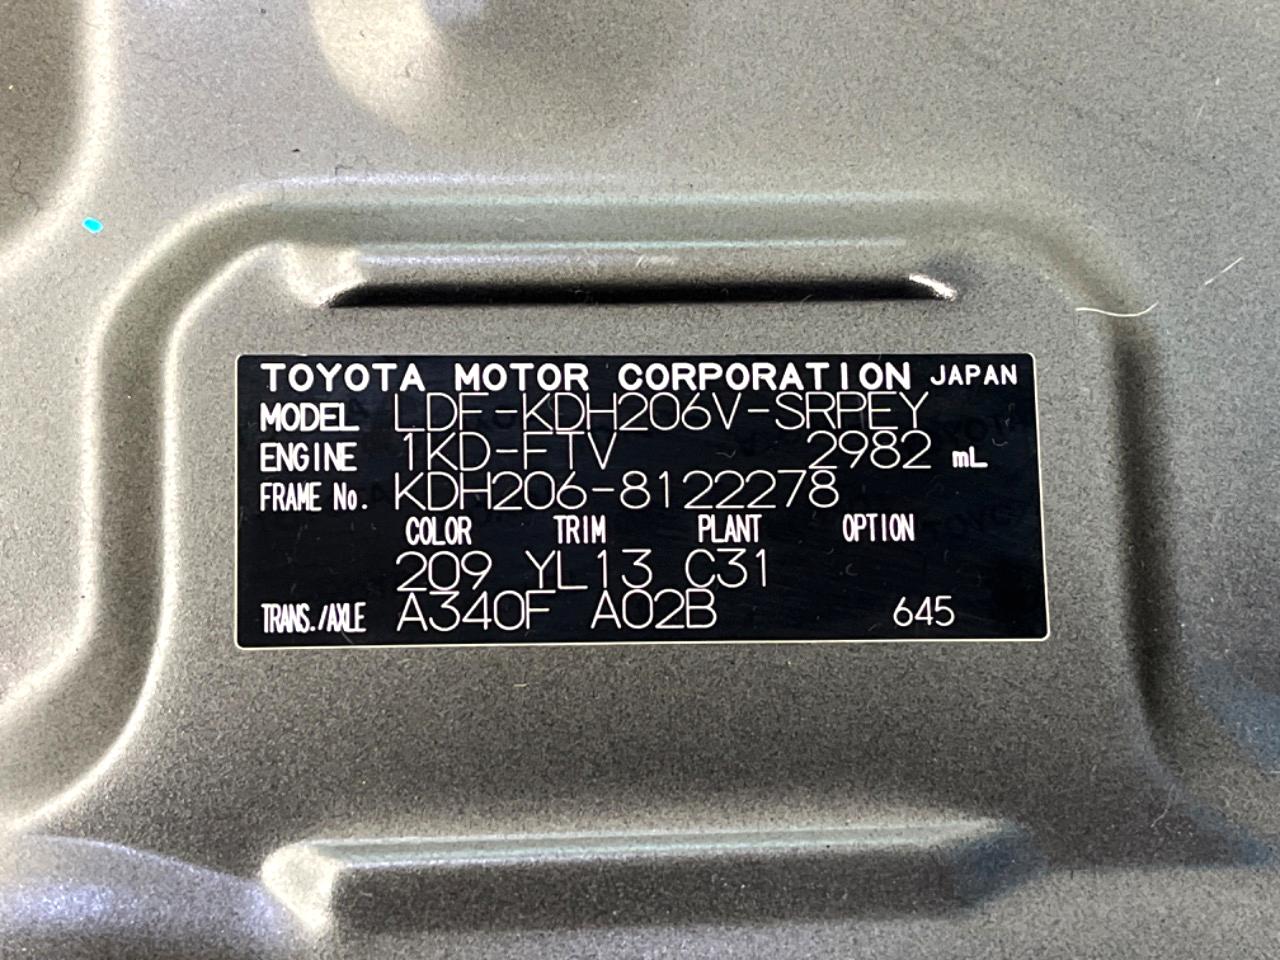 TOYOTA MOTOR CORPORATION JAPAN
MODEL LDF-KDH206V-SRPEY
ENGINE 1KD-FTV 2982 mL
FRAME No. KDH206-8122278
COLOR TRIM PLANT OPTION
209 YL13 C31
TRANS./AXLE A340F A02B 645